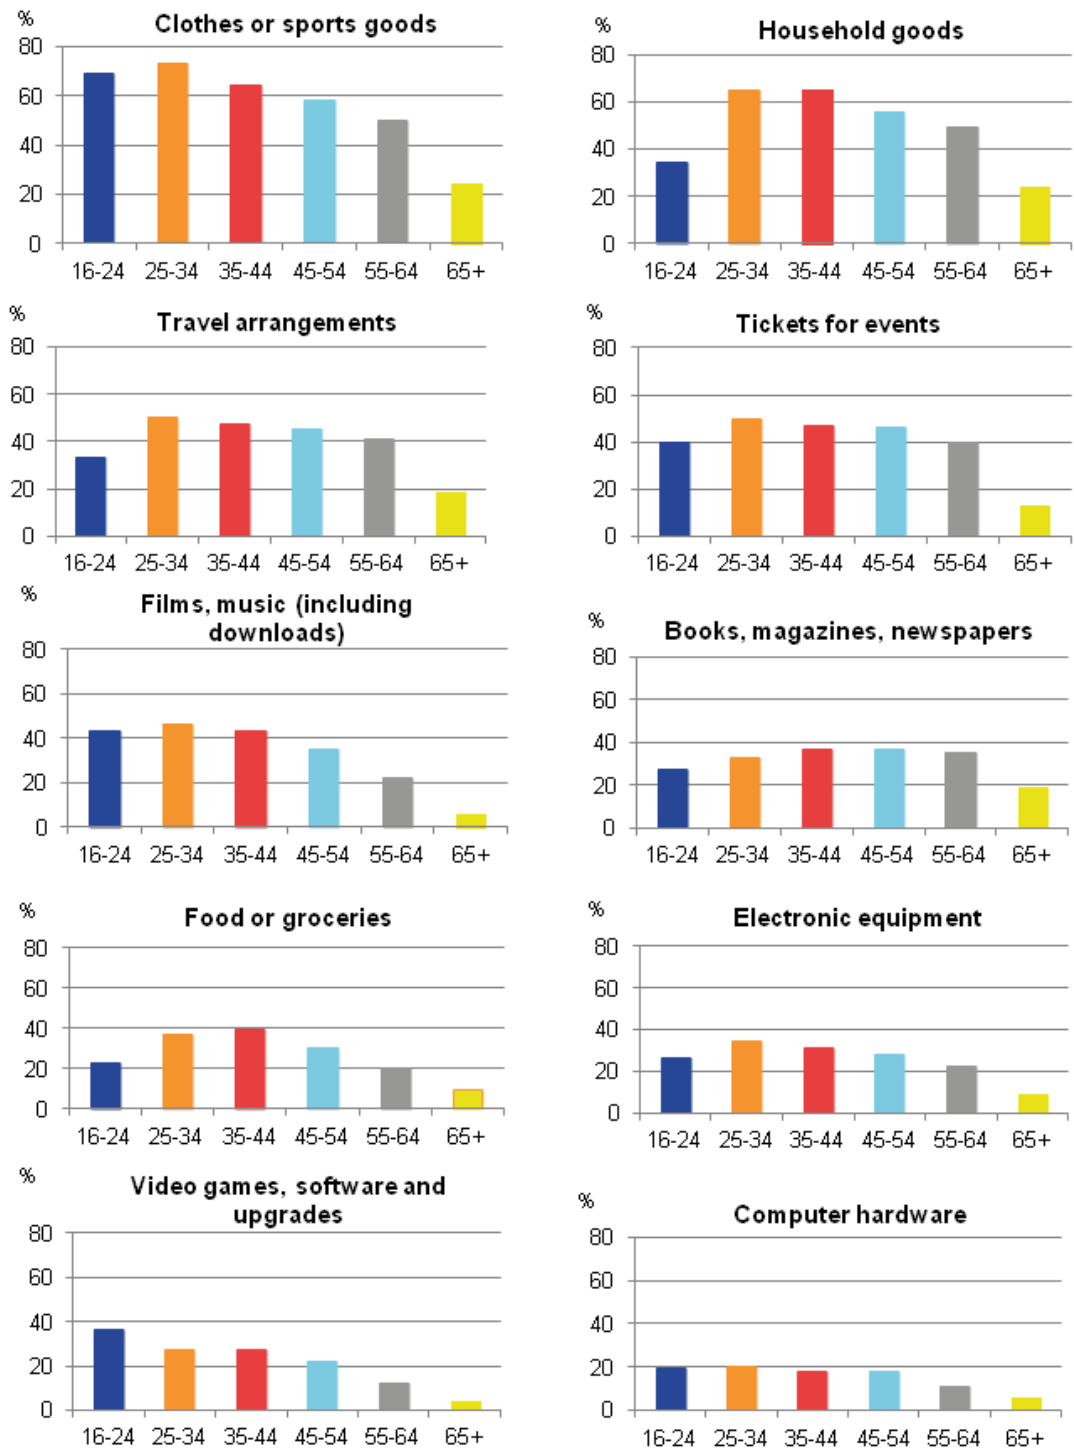 %
Clothes or sports goods
80
60
40
20
0
16-24 25-34 35-44 45-54 55-64 65+
%
Household goods
80
60
40
20
0
16-24 25-34 35-44 45-54 55-64 65+
%
Travel arrangements
80
60
40
20
0
16-24 25-34 35-44 45-54 55-64 65+
%
Tickets for events
80
60
40
20
0
16-24 25-34 35-44 45-54 55-64 65+
%
Films, music (including
downloads)
80
60
40
20
0
16-24 25-34 35-44 45-54 55-64 65+
%
Books, magazines, newspapers
80
60
40
20
0
16-24 25-34 35-44 45-54 55-64 65+
%
Food or groceries
80
60
40
20
0
16-24 25-34 35-44 45-54 55-64 65+
%
Electronic equipment
80
60
40
20
0
16-24 25-34 35-44 45-54 55-64 65+
%
Video games, software and
upgrades
80
60
40
20
0
16-24 25-34 35-44 45-54 55-64 65+
%
Computer hardware
80
60
40
20
0
16-24 25-34 35-44 45-54 55-64 65+